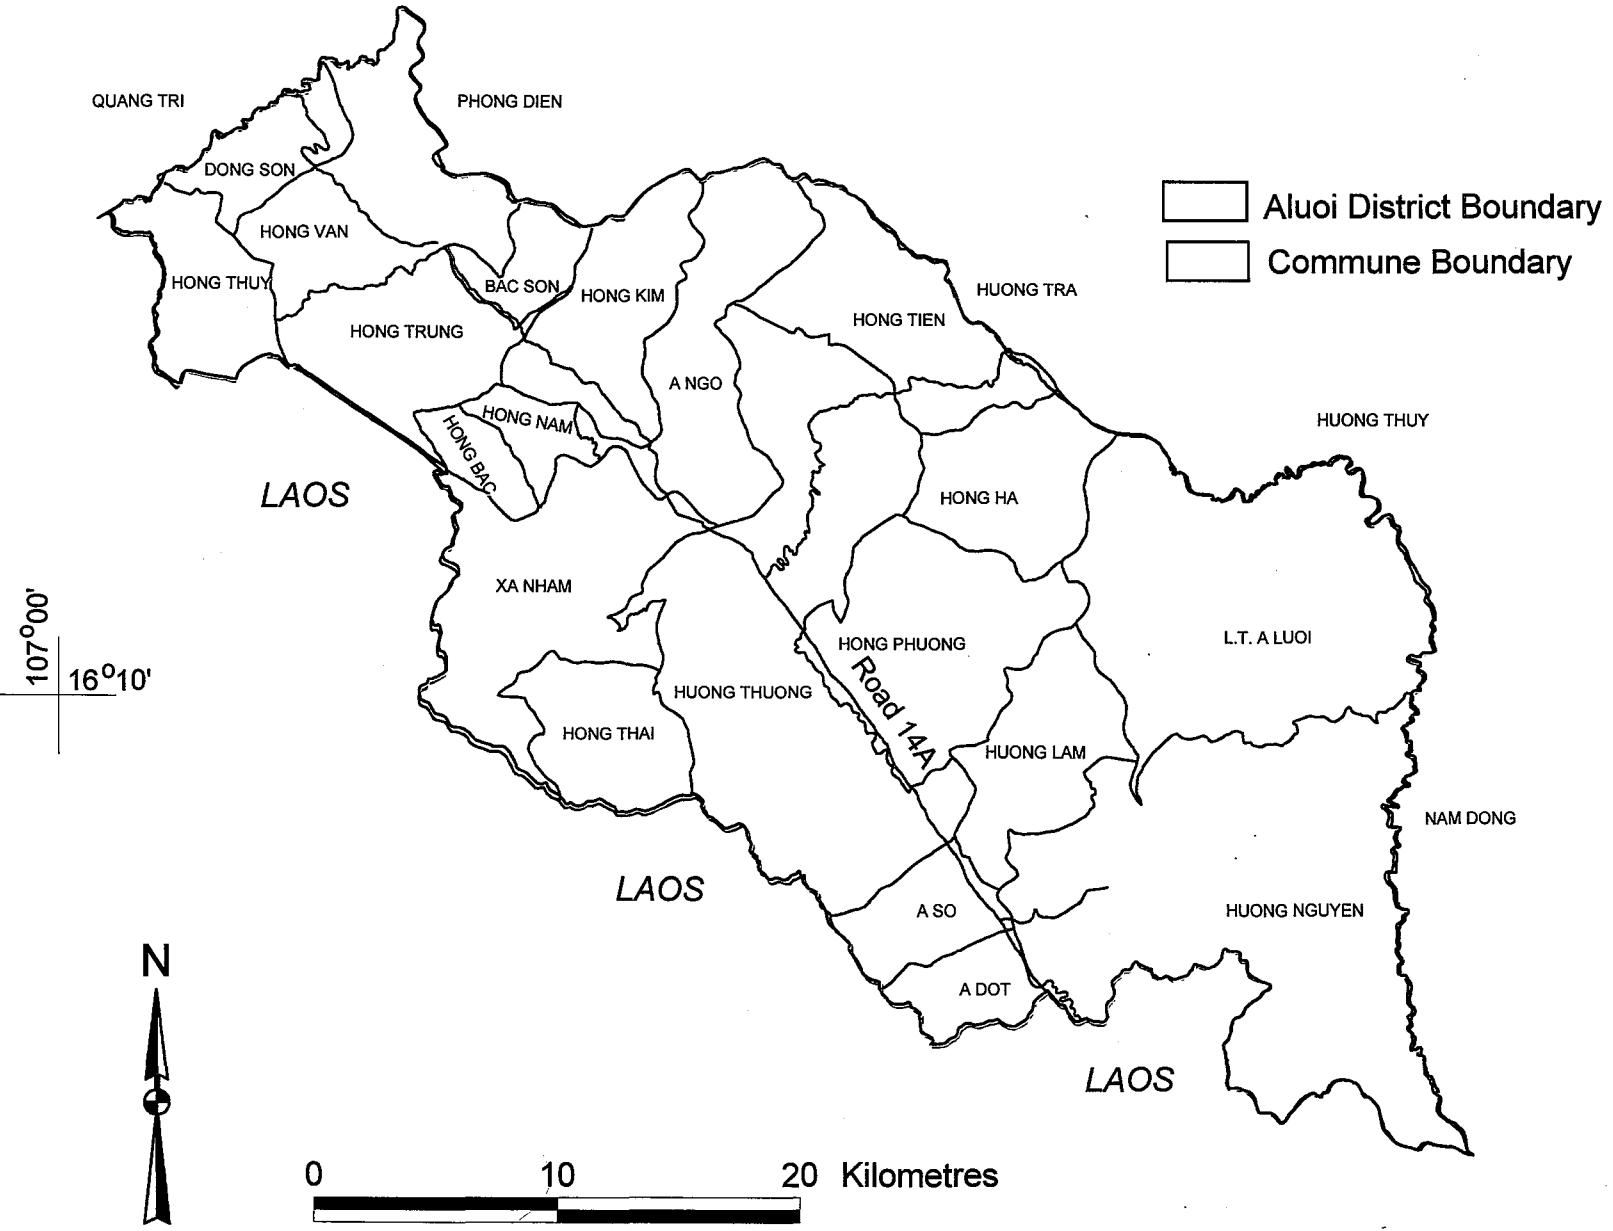 QUANG TRI
PHONG DIEN
DONG SON
HONG VAN
HONG THUY
BAC SON
HONG KIM
HONG TRUNG
HONG TIEN
HUONG TRA
Aluoi District Boundary
Commune Boundary
A NGO
HONG NAM
HONG BAC
HUONG THUY
LAOS
HONG HA
XA NHAM
107°00'
16°10'
HONG PHUONG
L.T. A LUOI
HUONG THUONG
Road 14A
HONG THAI
HUONG LAM
NAM DONG
LAOS
A SO
HUONG NGUYEN
A DOT
N
LAOS
0 10 20 Kilometres